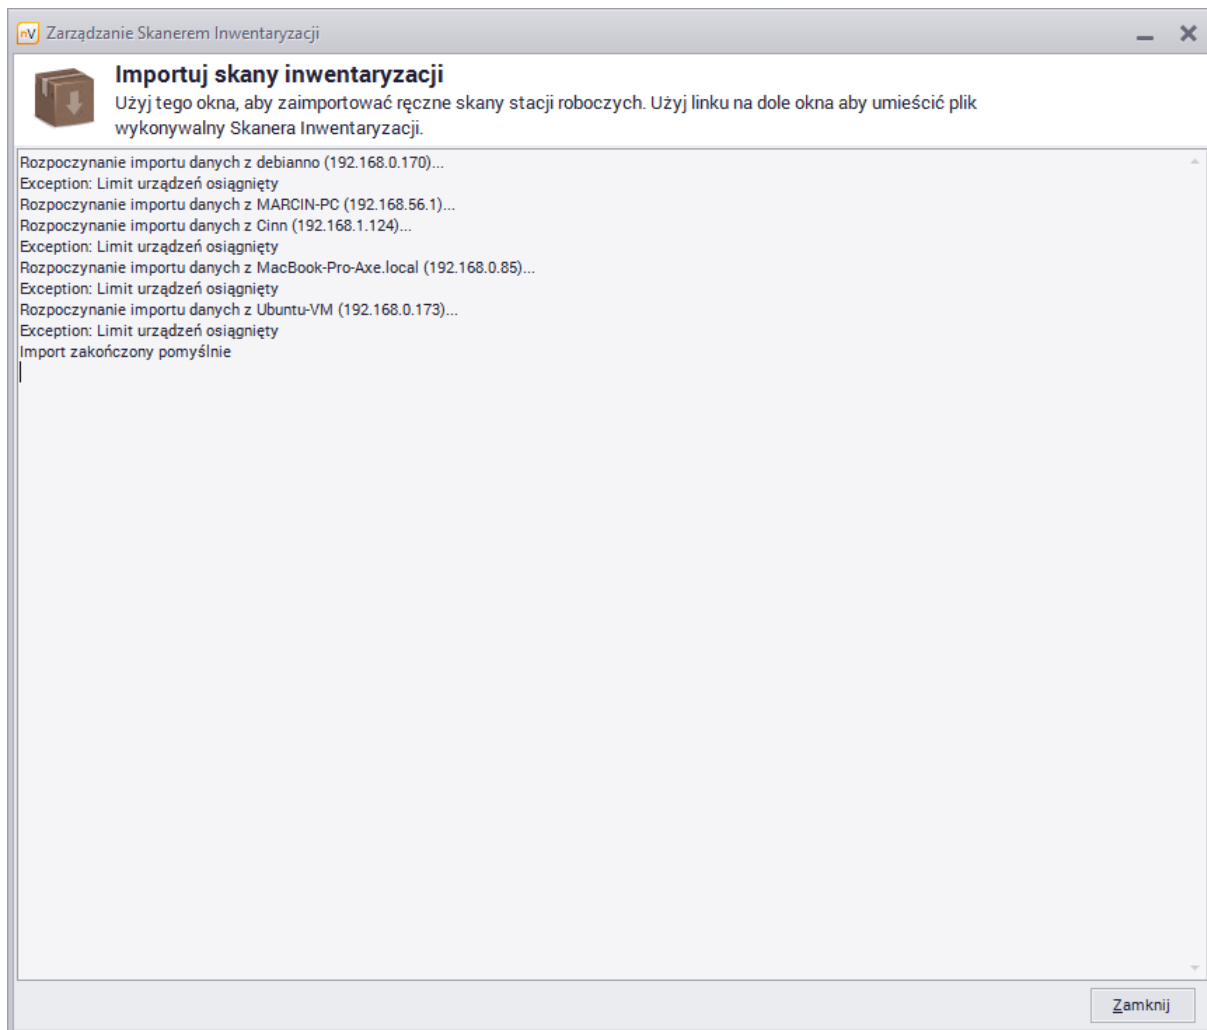 nV Zarządzanie Skanerem Inwentaryzacji
Importuj skany inwentaryzacji
Użyj tego okna, aby zaimportować ręczne skany stacji roboczych. Użyj linku na dole okna aby umieścić plik
wykonywalny Skanera Inwentaryzacji.
Rozpoczynanie importu danych z debianno (192.168.0.170)...
Exception: Limit urządzeń osiągnięty
Rozpoczynanie importu danych z MARCIN-PC (192.168.56.1)...
Rozpoczynanie importu danych z Cinn (192.168.1.124)...
Exception: Limit urządzeń osiągnięty
Rozpoczynanie importu danych z MacBook-Pro-Axe.local (192.168.0.85)...
Exception: Limit urządzeń osiągnięty
Rozpoczynanie importu danych z Ubuntu-VM (192.168.0.173)...
Exception: Limit urządzeń osiągnięty
Import zakończony pomyślnie
Zamknij